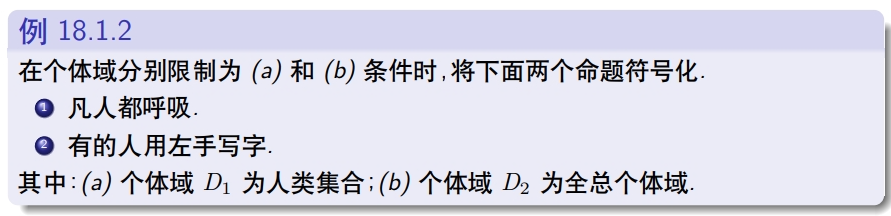 例 18.1.2
在个体域分别限制为 (a) 和 (b) 条件时,将下面两个命题符号化.
1 凡人都呼吸.
2 有的人用左手写字.
其中:(a) 个体域 D₁ 为人类集合;(b) 个体域 D₂ 为全总个体域.